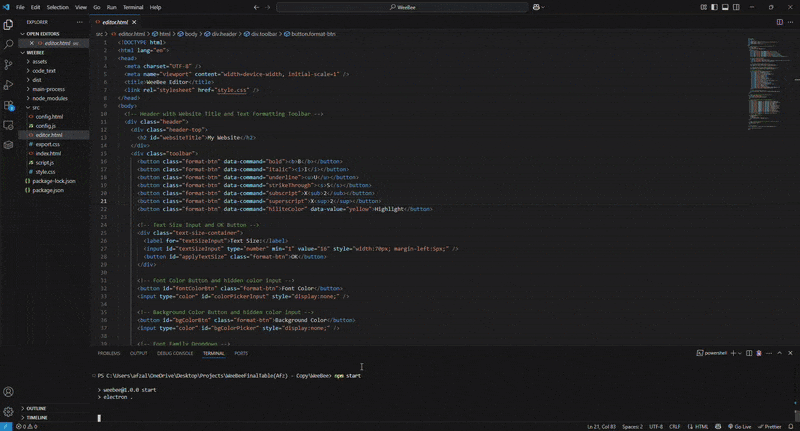 File Edit Selection View Go Run Terminal Help
WeeBee
EXPLORER
OPEN EDITORS
editor.html src
WEEBEE
assets
code_text
dist
main-process
node_modules
src
config.html
config.js
editor.html
export.css
index.html
script.js
style.css
package-lock.json
package.json
OUTLINE
TIMELINE
editor.html
src > editor.html > html > body > div.header > div.toolbar > button.format-btn
1 <!DOCTYPE html>
2 <html lang="en">
3 <head>
4 <meta charset="UTF-8" />
5 <meta name="viewport" content="width=device-width, initial-scale=1" />
6 <title>WeeBee Editor</title>
7 <link rel="stylesheet" href="style.css" />
8 </head>
9 <body>
10 <!-- Header with Website Title and Text Formatting Toolbar -->
11 <div class="header">
12 <div class="header-top">
13 <h2 id="websiteTitle">My Website</h2>
14 </div>
15 <div class="toolbar">
16 <button class="format-btn" data-command="bold"><b>B</b></button>
17 <button class="format-btn" data-command="italic"><i>I</i></button>
18 <button class="format-btn" data-command="underline"><u>U</u></button>
19 <button class="format-btn" data-command="strikeThrough"><s>S</s></button>
20 <button class="format-btn" data-command="subscript">X<sub>2</sub></button>
21 <button class="format-btn" data-command="superscript">X<sup>2</sup></button>
22 <button class="format-btn" data-command="hiliteColor" data-value="yellow">Highlight</button>
23
24 <!-- Text Size Input and OK Button -->
25 <div class="text-size-container">
26 <label for="textSizeInput">Text Size:</label>
27 <input id="textSizeInput" type="number" min="1" value="16" style="width:70px; margin-left:5px;" />
28 <button id="applyTextSize" class="format-btn">OK</button>
29 </div>
30
31 <!-- Font Color Button and hidden color input -->
32 <button id="fontColorBtn" class="format-btn">Font Color</button>
33 <input type="color" id="colorPickerInput" style="display:none;" />
34
35 <!-- Background Color Button and hidden color input -->
36 <button id="bgColorBtn" class="format-btn">Background Color</button>
37 <input type="color" id="bgColorPicker" style="display:none;" />
38
39 <!-- Font Family Dropdown -->
PROBLEMS OUTPUT DEBUG CONSOLE TERMINAL PORTS
powershell
PS C:\Users\afzal\OneDrive\Desktop\Projects\WeeBeeFinalTable(Afz) - Copy\WeeBee> npm start
> weebee@1.0.0 start
> electron .
0 0
Ln 21, Col 83 Spaces: 2 UTF-8 CRLF HTML Go Live Prettier